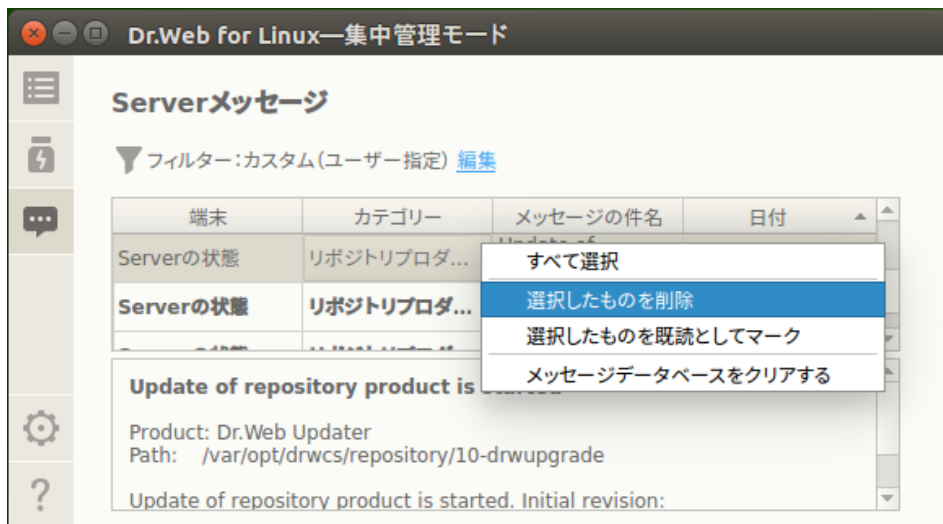 Dr.Web for Linux—集中管理モード
Serverメッセージ
フィルター：カスタム（ユーザー指定） 編集
端末 カテゴリー メッセージの件名 日付
Serverの状態 リポジトリプロダ... Update of
すべて選択
Serverの状態 リポジトリプロダ... 選択したものを削除
選択したものを既読としてマーク
メッセージデータベースをクリアする
Update of repository product is started
Product: Dr.Web Updater
Path: /var/opt/drwcs/repository/10-drwupgrade
Update of repository product is started. Initial revision: